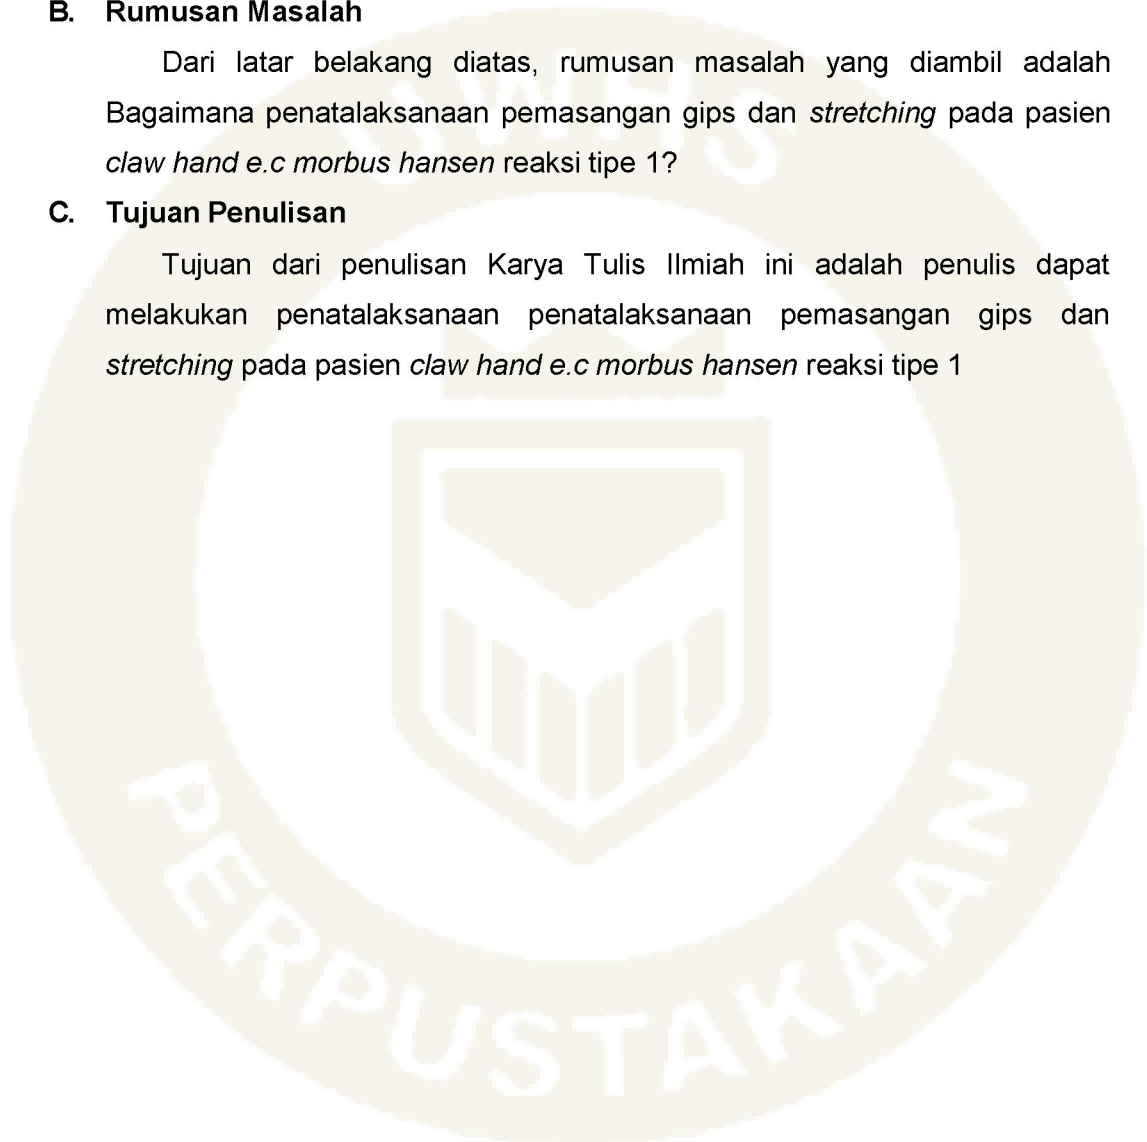 B. Rumusan Masalah
Dari latar belakang diatas, rumusan masalah yang diambil adalah
Bagaimana penatalaksanaan pemasangan gips dan stretching pada pasien
claw hand e.c morbus hansen reaksi tipe 1?
C. Tujuan Penulisan
Tujuan dari penulisan Karya Tulis Ilmiah ini adalah penulis dapat
melakukan penatalaksanaan penatalaksanaan pemasangan gips dan
stretching pada pasien claw hand e.c morbus hansen reaksi tipe 1
UWHS
PERPUSTAKAAN